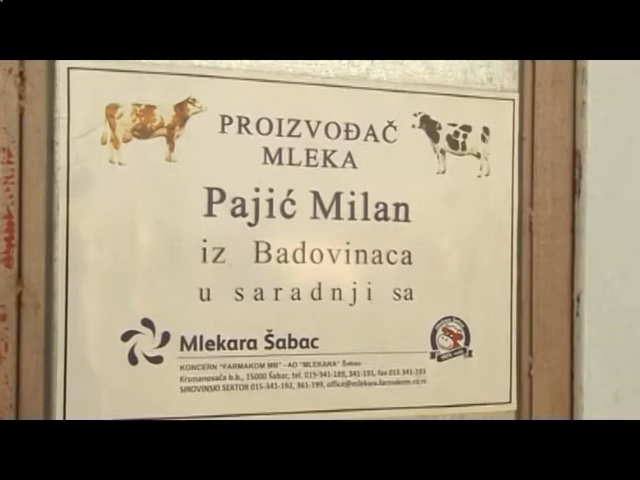 PROIZVOĐAČ
MLEKA
Pajić Milan
iz Badovinaca
u saradnji sa
Mlekara Šabac
KONCERN "FARMAKOM MB" - AD "MLEKARA" Šabac
Krsmanovača b.b., 15000 Šabac, tel. 015-341-189, 341-191, fax 015 341-193
SIROVINSKI SEKTOR 015-341-192, 361-199, office@mlekara.farmakom.co.rs